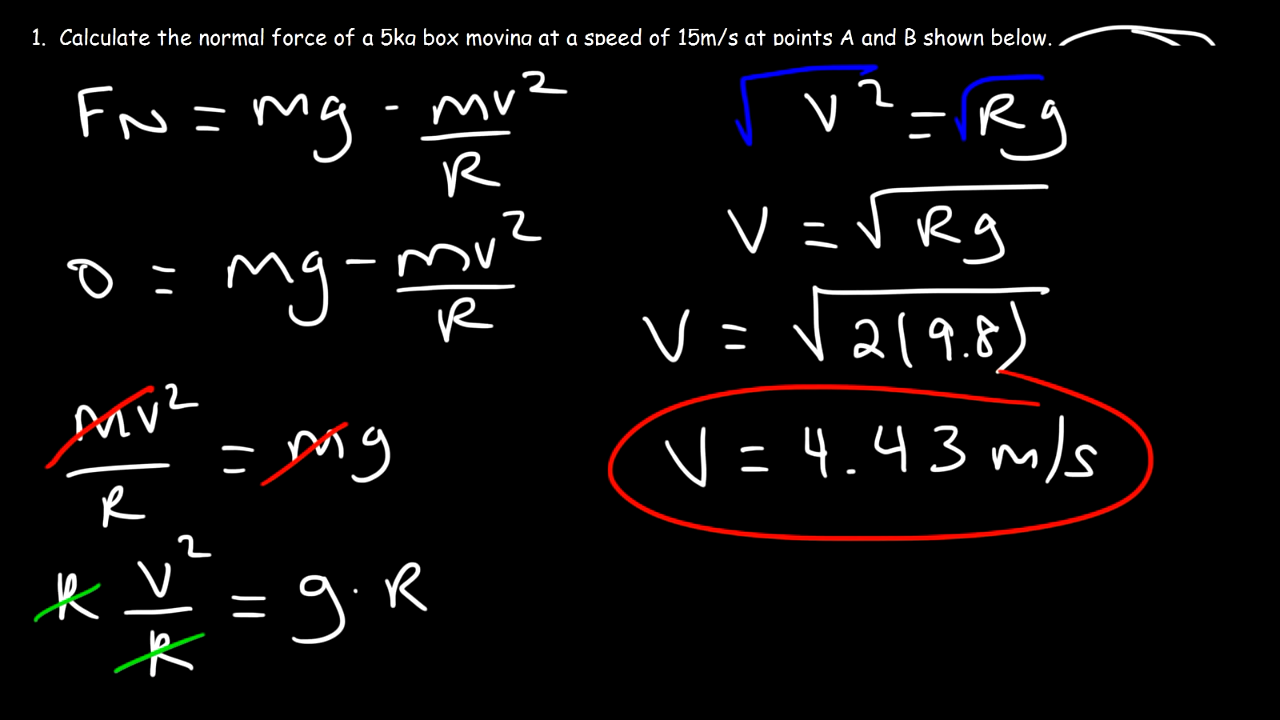 1. Calculate the normal force of a 5kg box moving at a speed of 15m/s at points A and B shown below.
FN = mg - mv²/R
0 = mg - mv²/R
mv²/R = mg
R v²/R = g · R
√v² = √Rg
v = √Rg
v = √2(9.8)
v = 4.43 m/s